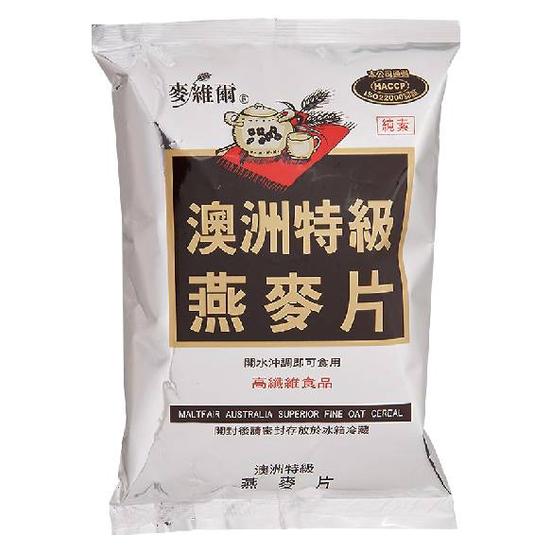 麥維爾®
本公司通過
HACCP
ISO22000認證
純素
澳洲特級
燕麥片
開水沖調即可食用
高纖維食品
MALTFAIR AUSTRALIA SUPERIOR FINE OAT CEREAL
開封後請密封存放於冰箱冷藏
澳洲特級
燕麥片